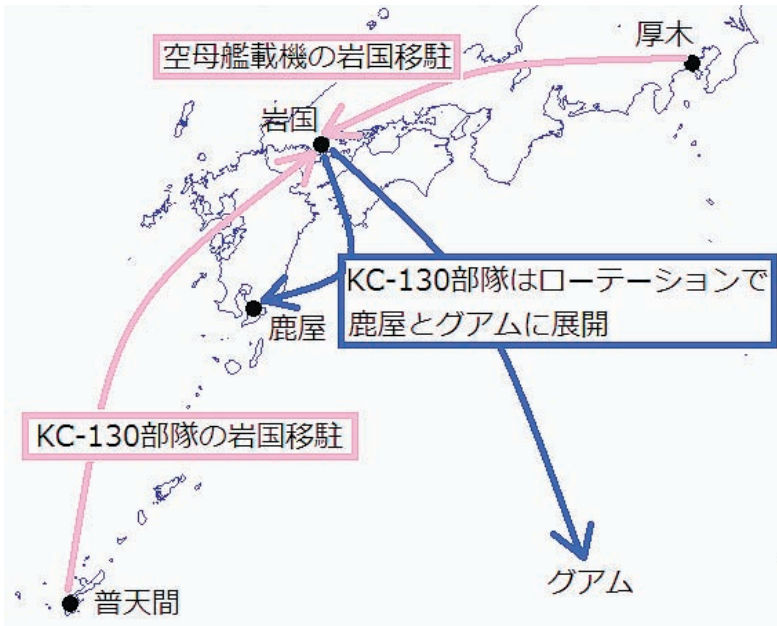 厚木
空母艦載機の岩国移駐
岩国
KC-130部隊はローテーションで
鹿屋とグアムに展開
鹿屋
KC-130部隊の岩国移駐
グアム
普天間